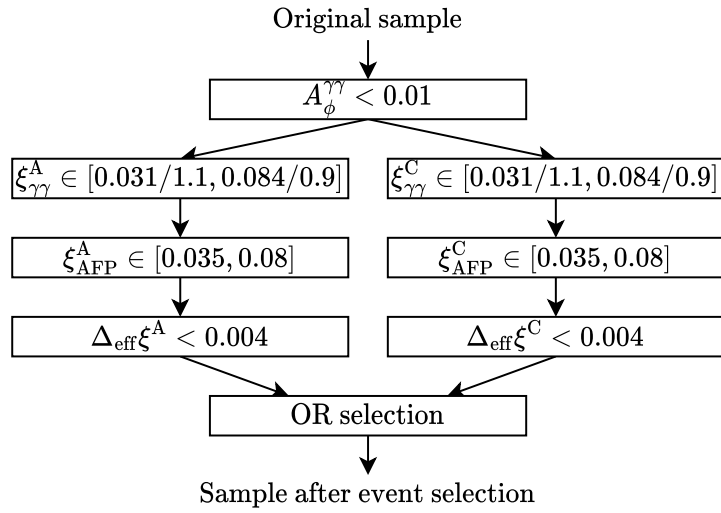 Original sample
A_ϕ^γγ < 0.01
ξ_γγ^A ∈ [0.031/1.1, 0.084/0.9]
ξ_γγ^C ∈ [0.031/1.1, 0.084/0.9]
ξ_AFP^A ∈ [0.035, 0.08]
ξ_AFP^C ∈ [0.035, 0.08]
Δ_eff ξ^A < 0.004
Δ_eff ξ^C < 0.004
OR selection
Sample after event selection